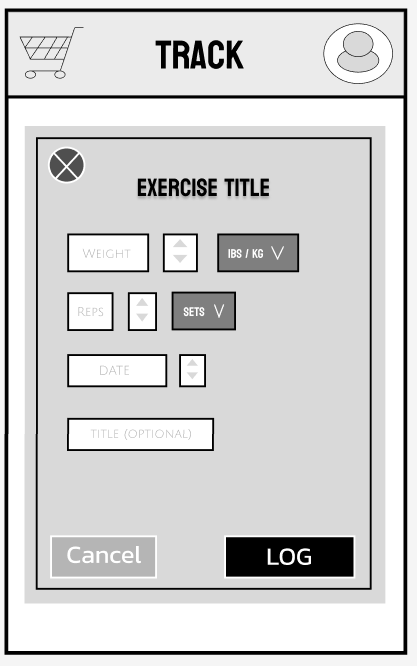 TRACK
EXERCISE TITLE
WEIGHT IBS / KG V
REPS SETS V
DATE
TITLE (OPTIONAL)
Cancel LOG